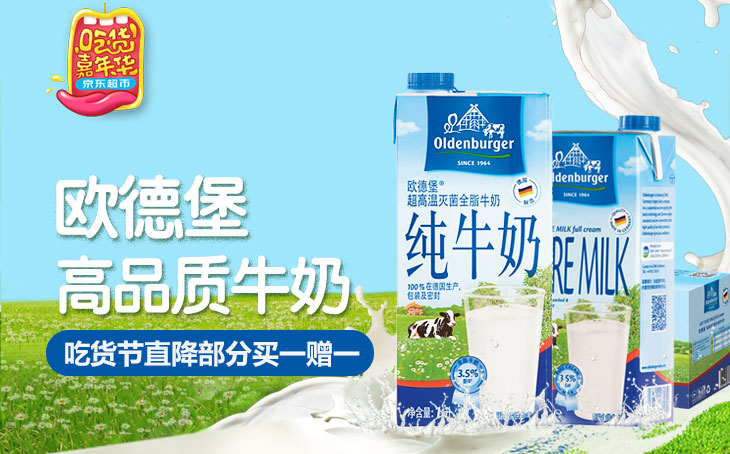 吃货
嘉年华
京东超市
欧德堡
高品质牛奶
吃货节直降部分买一赠一
Oldenburger
SINCE 1964
欧德堡®
超高温灭菌全脂牛奶
纯牛奶
100%在德国生产,
包装及密封
3.5%
净含量:
Oldenburger
SINCE 1964
MILK full cream
RE MILK
3.5%